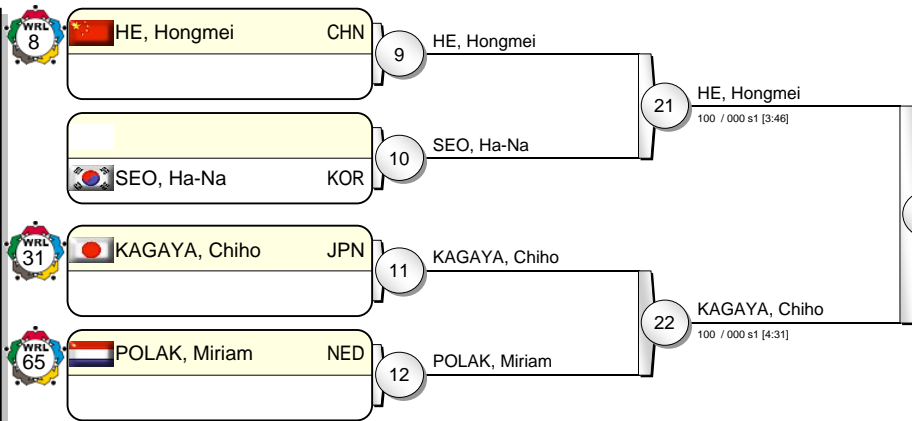 WRL
8
HE, Hongmei CHN
9
HE, Hongmei
21
HE, Hongmei
100 / 000 s1 [3:46]
SEO, Ha-Na KOR
10
SEO, Ha-Na
WRL
31
KAGAYA, Chiho JPN
11
KAGAYA, Chiho
22
KAGAYA, Chiho
100 / 000 s1 [4:31]
WRL
65
POLAK, Miriam NED
12
POLAK, Miriam